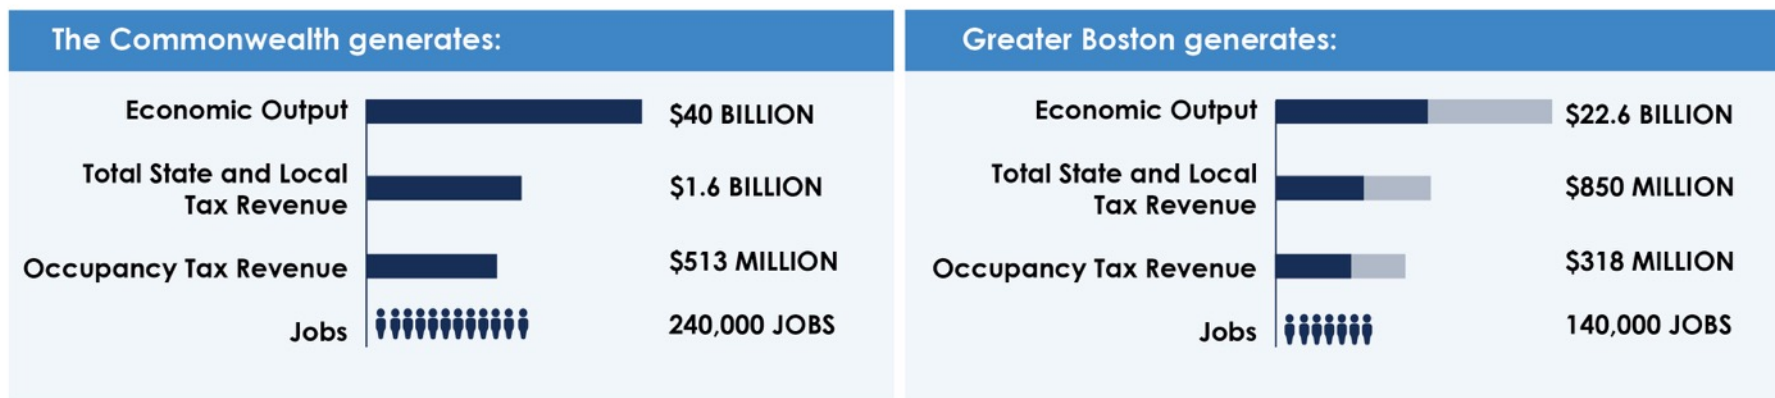 The Commonwealth generates:
Economic Output
$40 BILLION
Total State and Local
Tax Revenue
$1.6 BILLION
Occupancy Tax Revenue
$513 MILLION
Jobs
240,000 JOBS
Greater Boston generates:
Economic Output
$22.6 BILLION
Total State and Local
Tax Revenue
$850 MILLION
Occupancy Tax Revenue
$318 MILLION
Jobs
140,000 JOBS